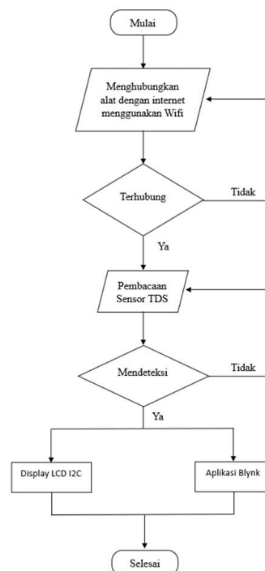 Mulai
Menghubungkan
alat dengan internet
menggunakan Wifi
Terhubung
Tidak
Ya
Pembacaan
Sensor TDS
Mendeteksi
Tidak
Ya
Display LCD I2C
Aplikasi Blynk
Selesai